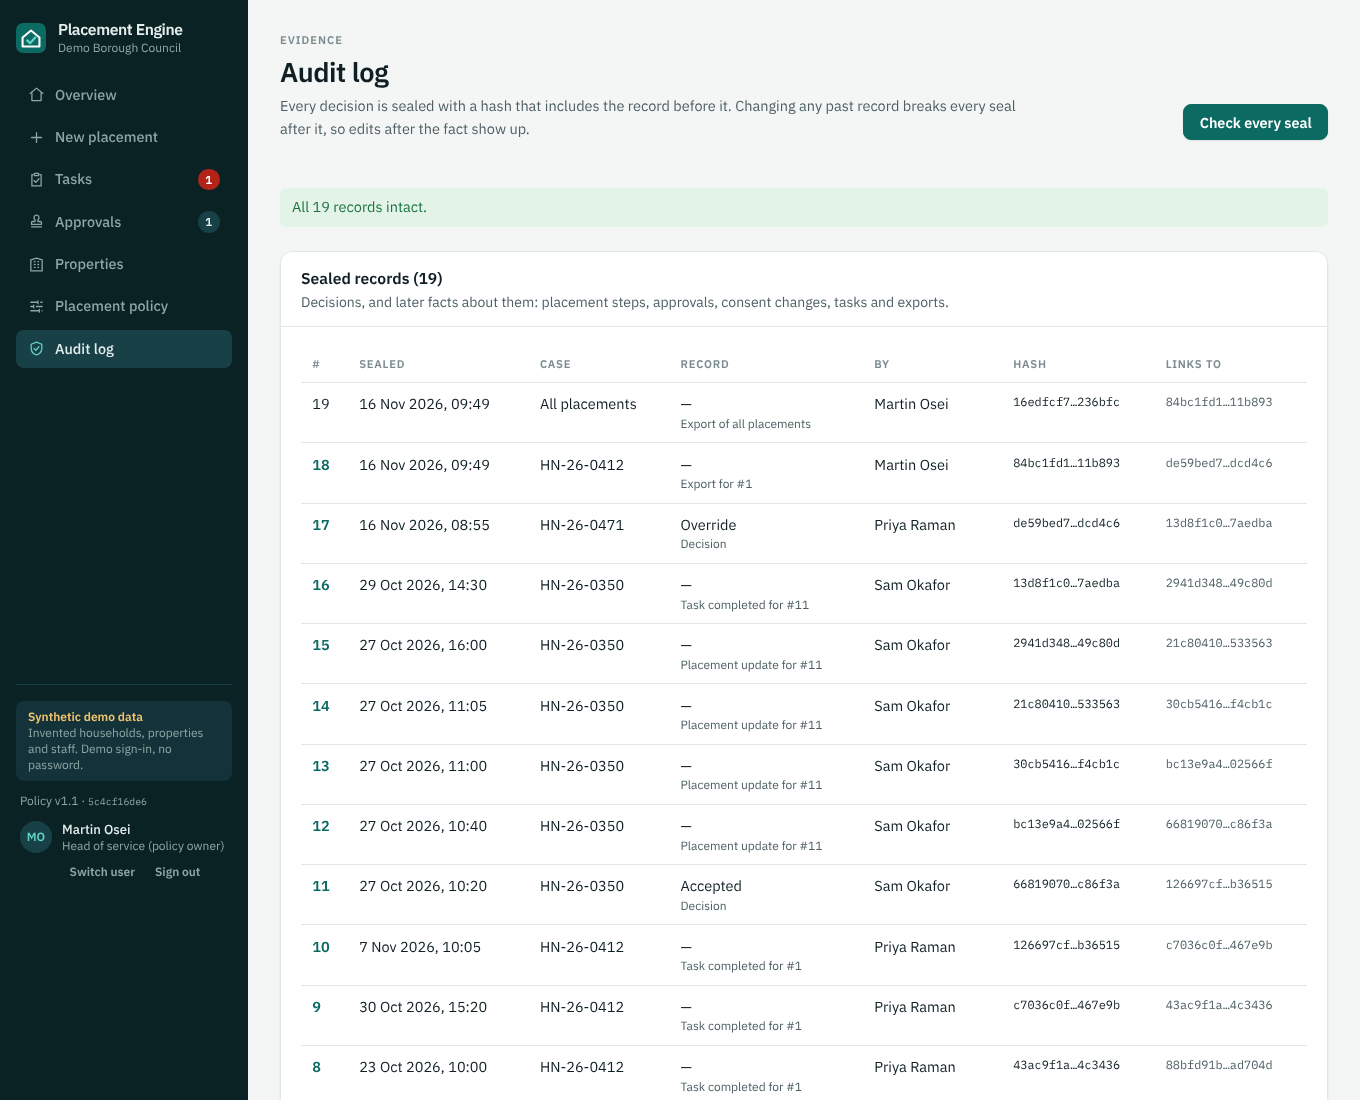 Placement Engine
Demo Borough Council
Overview
New placement
Tasks 1
Approvals 1
Properties
Placement policy
Audit log
Synthetic demo data
Invented households, properties
and staff. Demo sign-in, no
password.
Policy v1.1 · 5c4cf16de6
MO
Martin Osei
Head of service (policy owner)
Switch user Sign out
EVIDENCE
Audit log
Every decision is sealed with a hash that includes the record before it. Changing any past record breaks every seal
after it, so edits after the fact show up.
Check every seal
All 19 records intact.
Sealed records (19)
Decisions, and later facts about them: placement steps, approvals, consent changes, tasks and exports.
# SEALED CASE RECORD BY HASH LINKS TO
19 16 Nov 2026, 09:49 All placements — Martin Osei 16edfcf7…236bfc 84bc1fd1…11b893
Export of all placements
18 16 Nov 2026, 09:49 HN-26-0412 — Martin Osei 84bc1fd1…11b893 de59bed7…dcd4c6
Export for #1
17 16 Nov 2026, 08:55 HN-26-0471 Override Priya Raman de59bed7…dcd4c6 13d8f1c0…7aedba
Decision
16 29 Oct 2026, 14:30 HN-26-0350 — Sam Okafor 13d8f1c0…7aedba 2941d348…49c80d
Task completed for #11
15 27 Oct 2026, 16:00 HN-26-0350 — Sam Okafor 2941d348…49c80d 21c80410…533563
Placement update for #11
14 27 Oct 2026, 11:05 HN-26-0350 — Sam Okafor 21c80410…533563 30cb5416…f4cb1c
Placement update for #11
13 27 Oct 2026, 11:00 HN-26-0350 — Sam Okafor 30cb5416…f4cb1c bc13e9a4…02566f
Placement update for #11
12 27 Oct 2026, 10:40 HN-26-0350 — Sam Okafor bc13e9a4…02566f 66819070…c86f3a
Placement update for #11
11 27 Oct 2026, 10:20 HN-26-0350 Accepted Sam Okafor 66819070…c86f3a 126697cf…b36515
Decision
10 7 Nov 2026, 10:05 HN-26-0412 — Priya Raman 126697cf…b36515 c7036c0f…467e9b
Task completed for #1
9 30 Oct 2026, 15:20 HN-26-0412 — Priya Raman c7036c0f…467e9b 43ac9f1a…4c3436
Task completed for #1
8 23 Oct 2026, 10:00 HN-26-0412 — Priya Raman 43ac9f1a…4c3436 88bfd91b…ad704d
Task completed for #1